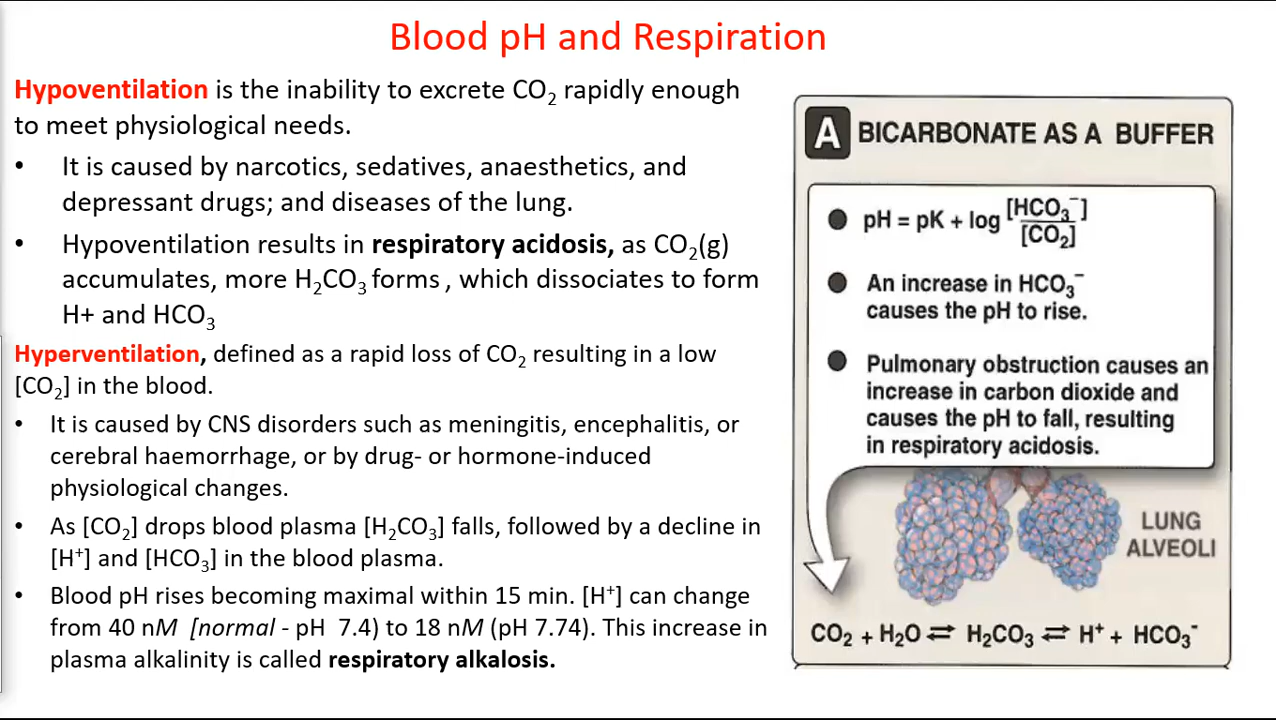 Blood pH and Respiration
Hypoventilation is the inability to excrete CO₂ rapidly enough
to meet physiological needs.
• It is caused by narcotics, sedatives, anaesthetics, and
depressant drugs; and diseases of the lung.
• Hypoventilation results in respiratory acidosis, as CO₂(g)
accumulates, more H₂CO₃ forms , which dissociates to form
H+ and HCO₃
Hyperventilation, defined as a rapid loss of CO₂ resulting in a low
[CO₂] in the blood.
• It is caused by CNS disorders such as meningitis, encephalitis, or
cerebral haemorrhage, or by drug- or hormone-induced
physiological changes.
• As [CO₂] drops blood plasma [H₂CO₃] falls, followed by a decline in
[H⁺] and [HCO₃] in the blood plasma.
• Blood pH rises becoming maximal within 15 min. [H⁺] can change
from 40 nM [normal - pH 7.4) to 18 nM (pH 7.74). This increase in
plasma alkalinity is called respiratory alkalosis.
A BICARBONATE AS A BUFFER
• pH = pK + log [HCO₃⁻]
[CO₂]
• An increase in HCO₃⁻
causes the pH to rise.
• Pulmonary obstruction causes an
increase in carbon dioxide and
causes the pH to fall, resulting
in respiratory acidosis.
LUNG
ALVEOLI
CO₂ + H₂O ⇌ H₂CO₃ ⇌ H⁺ + HCO₃⁻